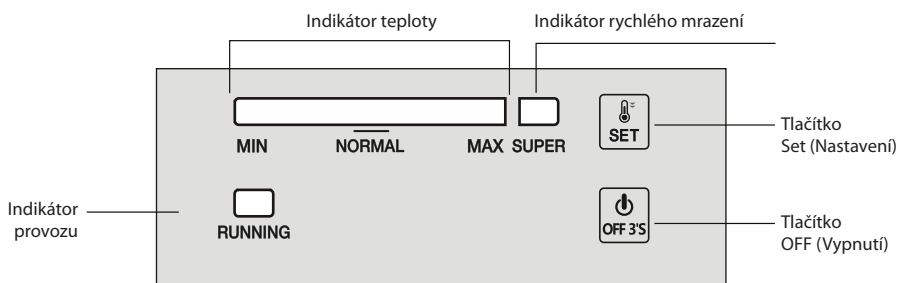 Indikátor teploty
Indikátor rychlého mrazení
MIN
NORMAL
MAX
SUPER
SET
Tlačítko
Set (Nastavení)
Indikátor
provozu
RUNNING
OFF 3'S
Tlačítko
OFF (Vypnutí)